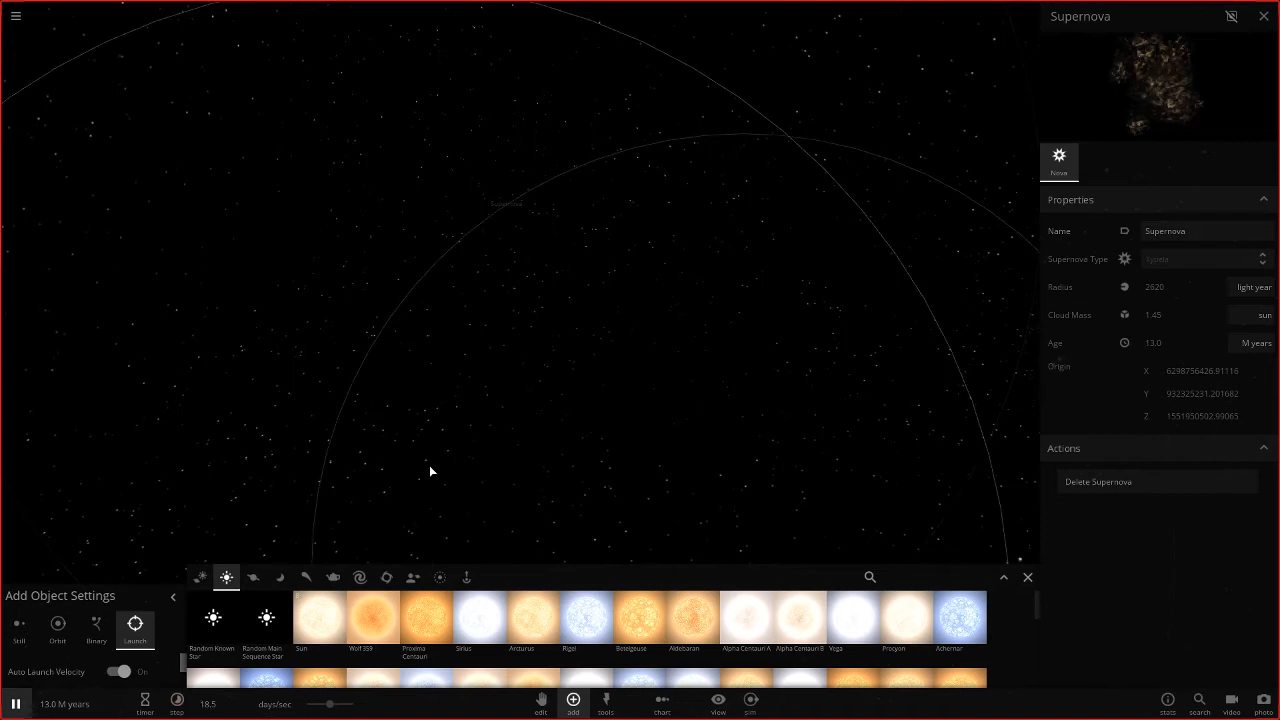 Supernova
Supernova
Nova
Properties
Name Supernova
Supernova Type TypeIa
Radius 2620 light year
Cloud Mass 1.45 sun
Age 13.0 M years
Origin X 6298756426.91116
Y 932325231.201682
Z 1551950502.99065
Actions
Delete Supernova
Add Object Settings
Still Orbit Binary Launch
Auto Launch Velocity On
Random Known Star
Random Main Sequence Star
Sun
Wolf 359
Proxima Centauri
Sirius
Arcturus
Rigel
Betelgeuse
Aldebaran
Alpha Centauri A
Alpha Centauri B
Vega
Procyon
Achernar
13.0 M years timer step 18.5 days/sec edit add tools chart view sim stats search video photo